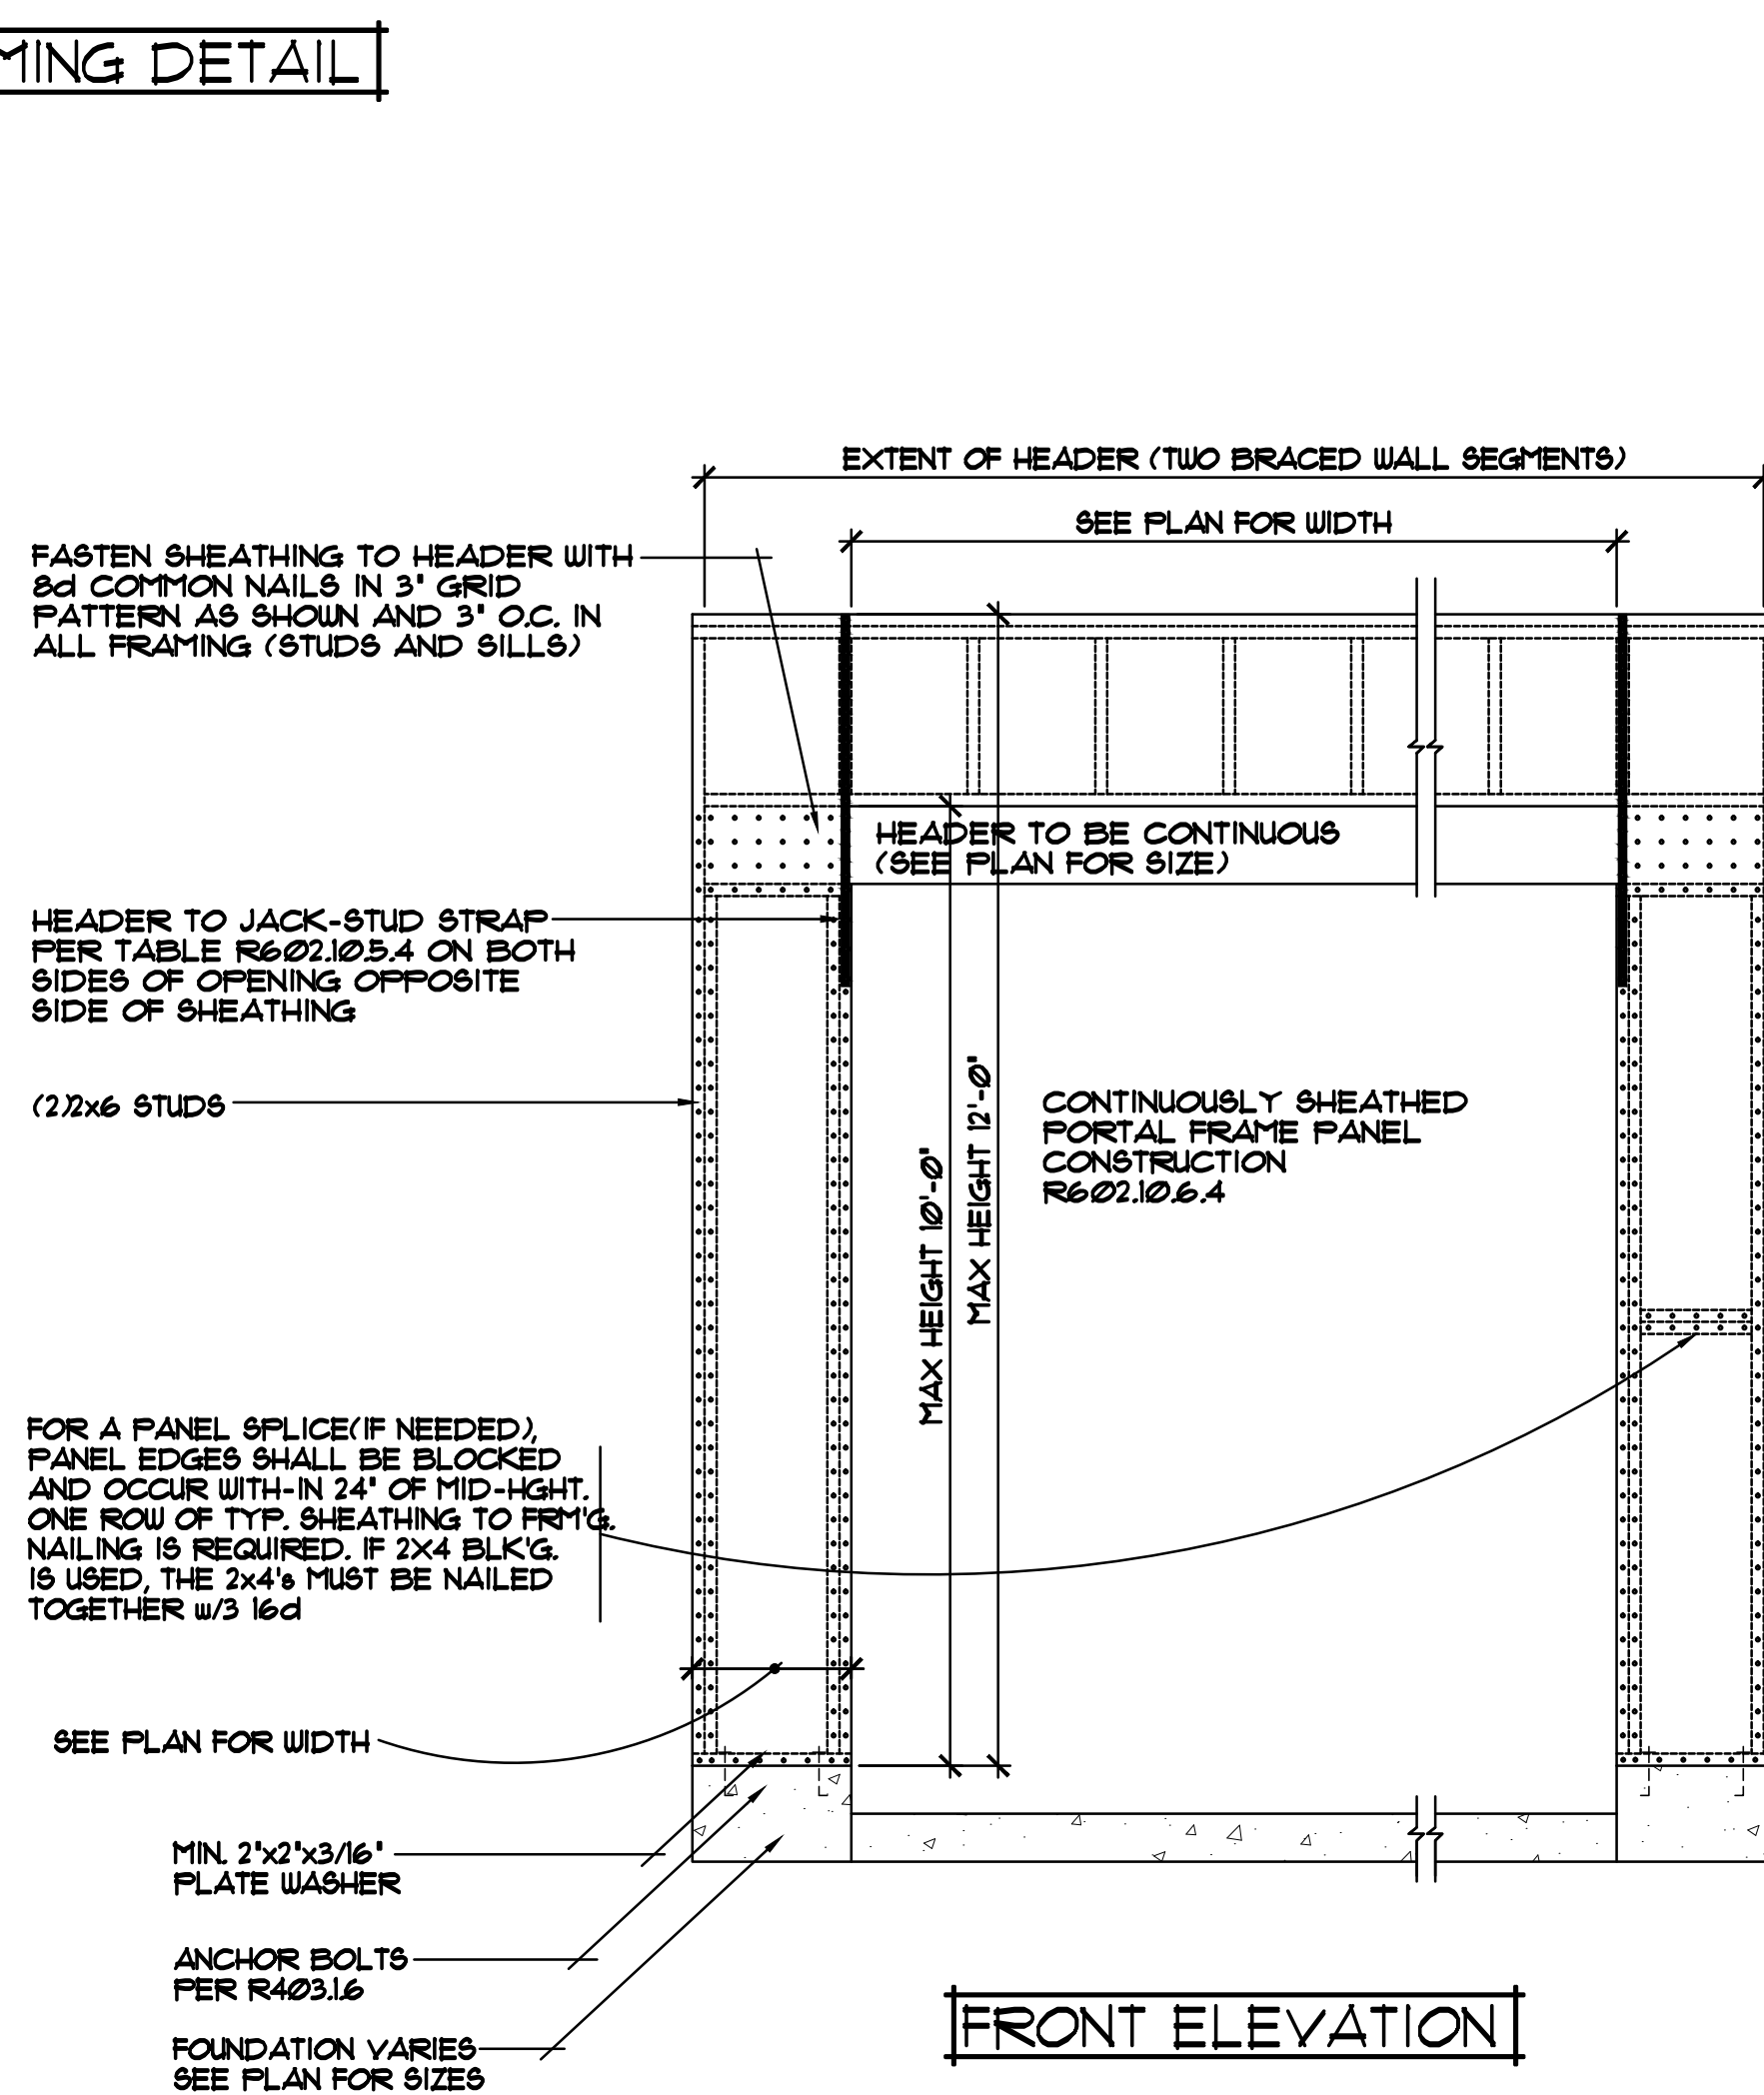 MING DETAIL
EXTENT OF HEADER (TWO BRACED WALL SEGMENTS)
SEE PLAN FOR WIDTH
FASTEN SHEATHING TO HEADER WITH
8d COMMON NAILS IN 3" GRID
PATTERN AS SHOWN AND 3" O.C. IN
ALL FRAMING (STUDS AND SILLS)
HEADER TO BE CONTINUOUS
(SEE PLAN FOR SIZE)
HEADER TO JACK-STUD STRAP
PER TABLE R602.10.5.4 ON BOTH
SIDES OF OPENING OPPOSITE
SIDE OF SHEATHING
(2)2x6 STUDS
MAX HEIGHT 10'-0"
MAX HEIGHT 12'-0"
CONTINUOUSLY SHEATHED
PORTAL FRAME PANEL
CONSTRUCTION
R602.10.6.4
FOR A PANEL SPLICE(IF NEEDED),
PANEL EDGES SHALL BE BLOCKED
AND OCCUR WITH-IN 24" OF MID-HGHT.
ONE ROW OF TYP. SHEATHING TO FRM'G.
NAILING IS REQUIRED. IF 2X4 BLK'G.
IS USED, THE 2x4's MUST BE NAILED
TOGETHER w/3 16d
SEE PLAN FOR WIDTH
MIN. 2"x2"x3/16"
PLATE WASHER
ANCHOR BOLTS
PER R403.1.6
FOUNDATION VARIES
SEE PLAN FOR SIZES
FRONT ELEVATION